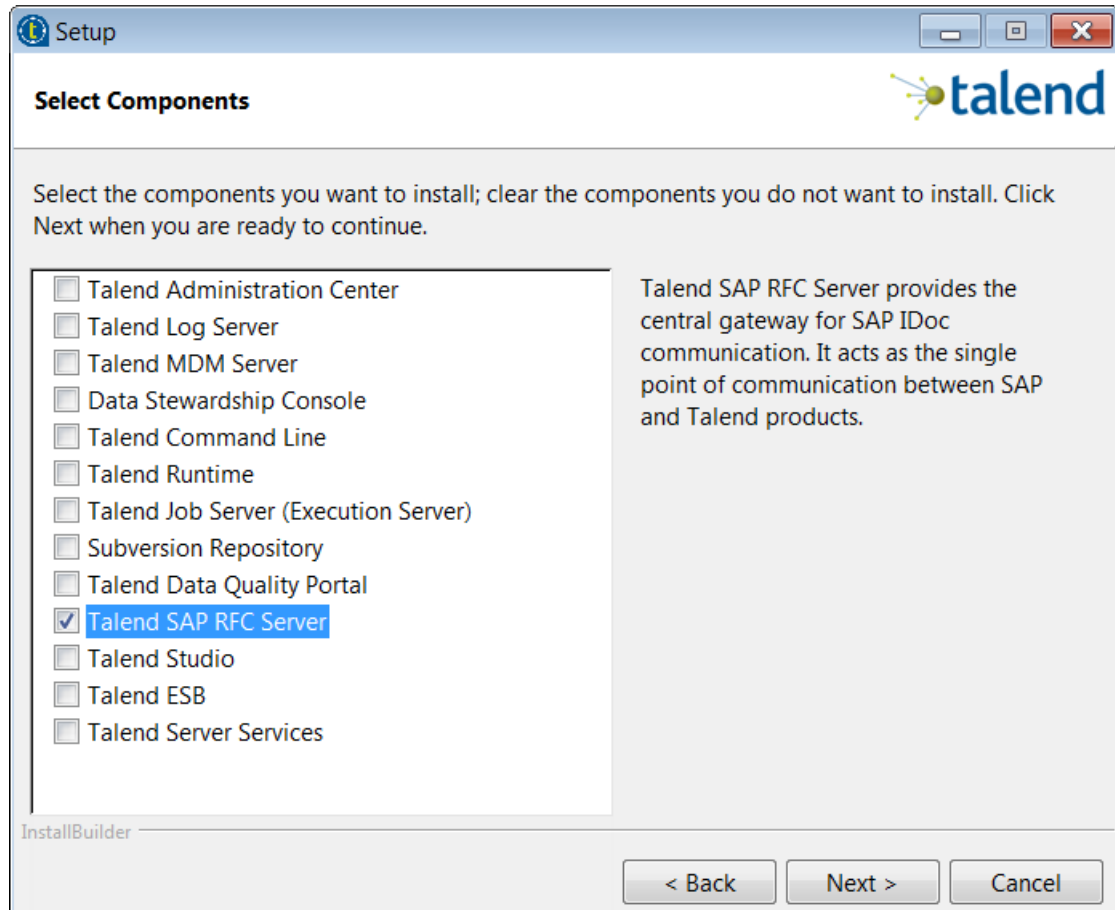 Setup
Select Components
talend
Select the components you want to install; clear the components you do not want to install. Click
Next when you are ready to continue.
Talend Administration Center
Talend Log Server
Talend MDM Server
Data Stewardship Console
Talend Command Line
Talend Runtime
Talend Job Server (Execution Server)
Subversion Repository
Talend Data Quality Portal
Talend SAP RFC Server
Talend Studio
Talend ESB
Talend Server Services
Talend SAP RFC Server provides the
central gateway for SAP IDoc
communication. It acts as the single
point of communication between SAP
and Talend products.
InstallBuilder
< Back
Next >
Cancel